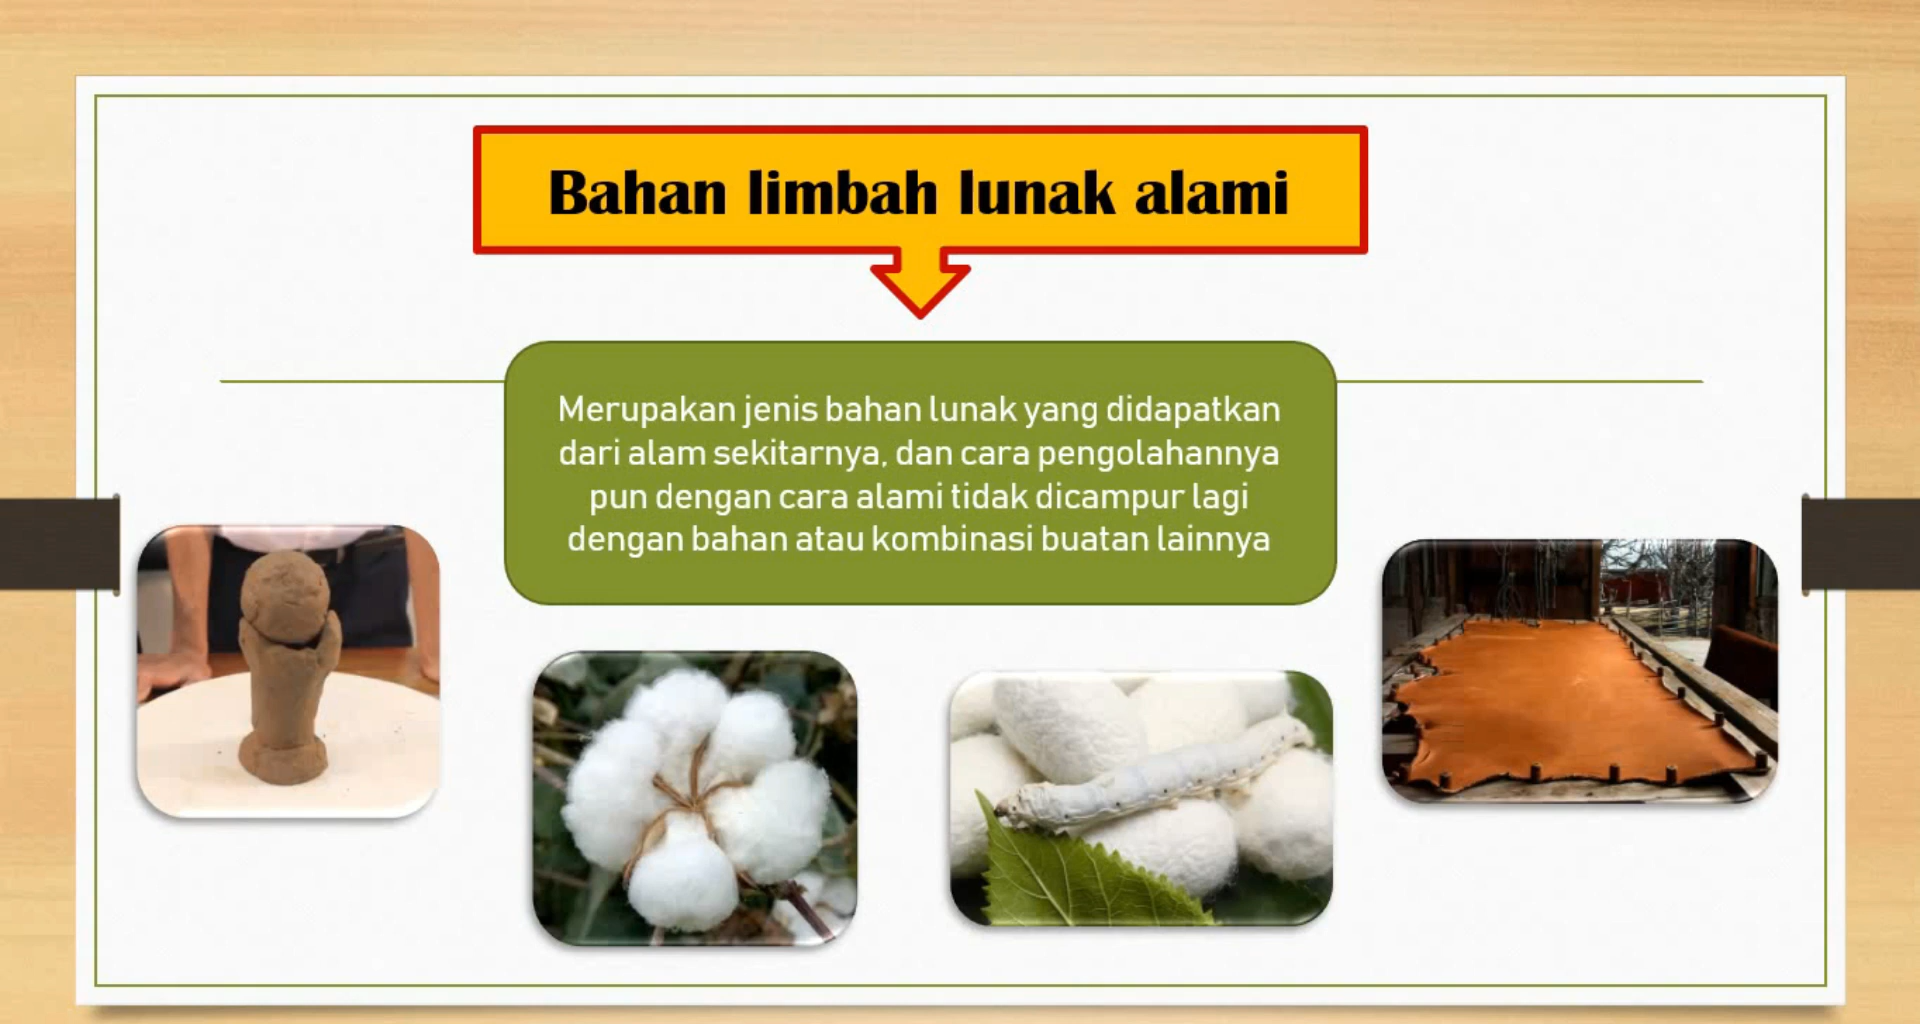 Bahan limbah lunak alami
Merupakan jenis bahan lunak yang didapatkan
dari alam sekitarnya, dan cara pengolahannya
pun dengan cara alami tidak dicampur lagi
dengan bahan atau kombinasi buatan lainnya